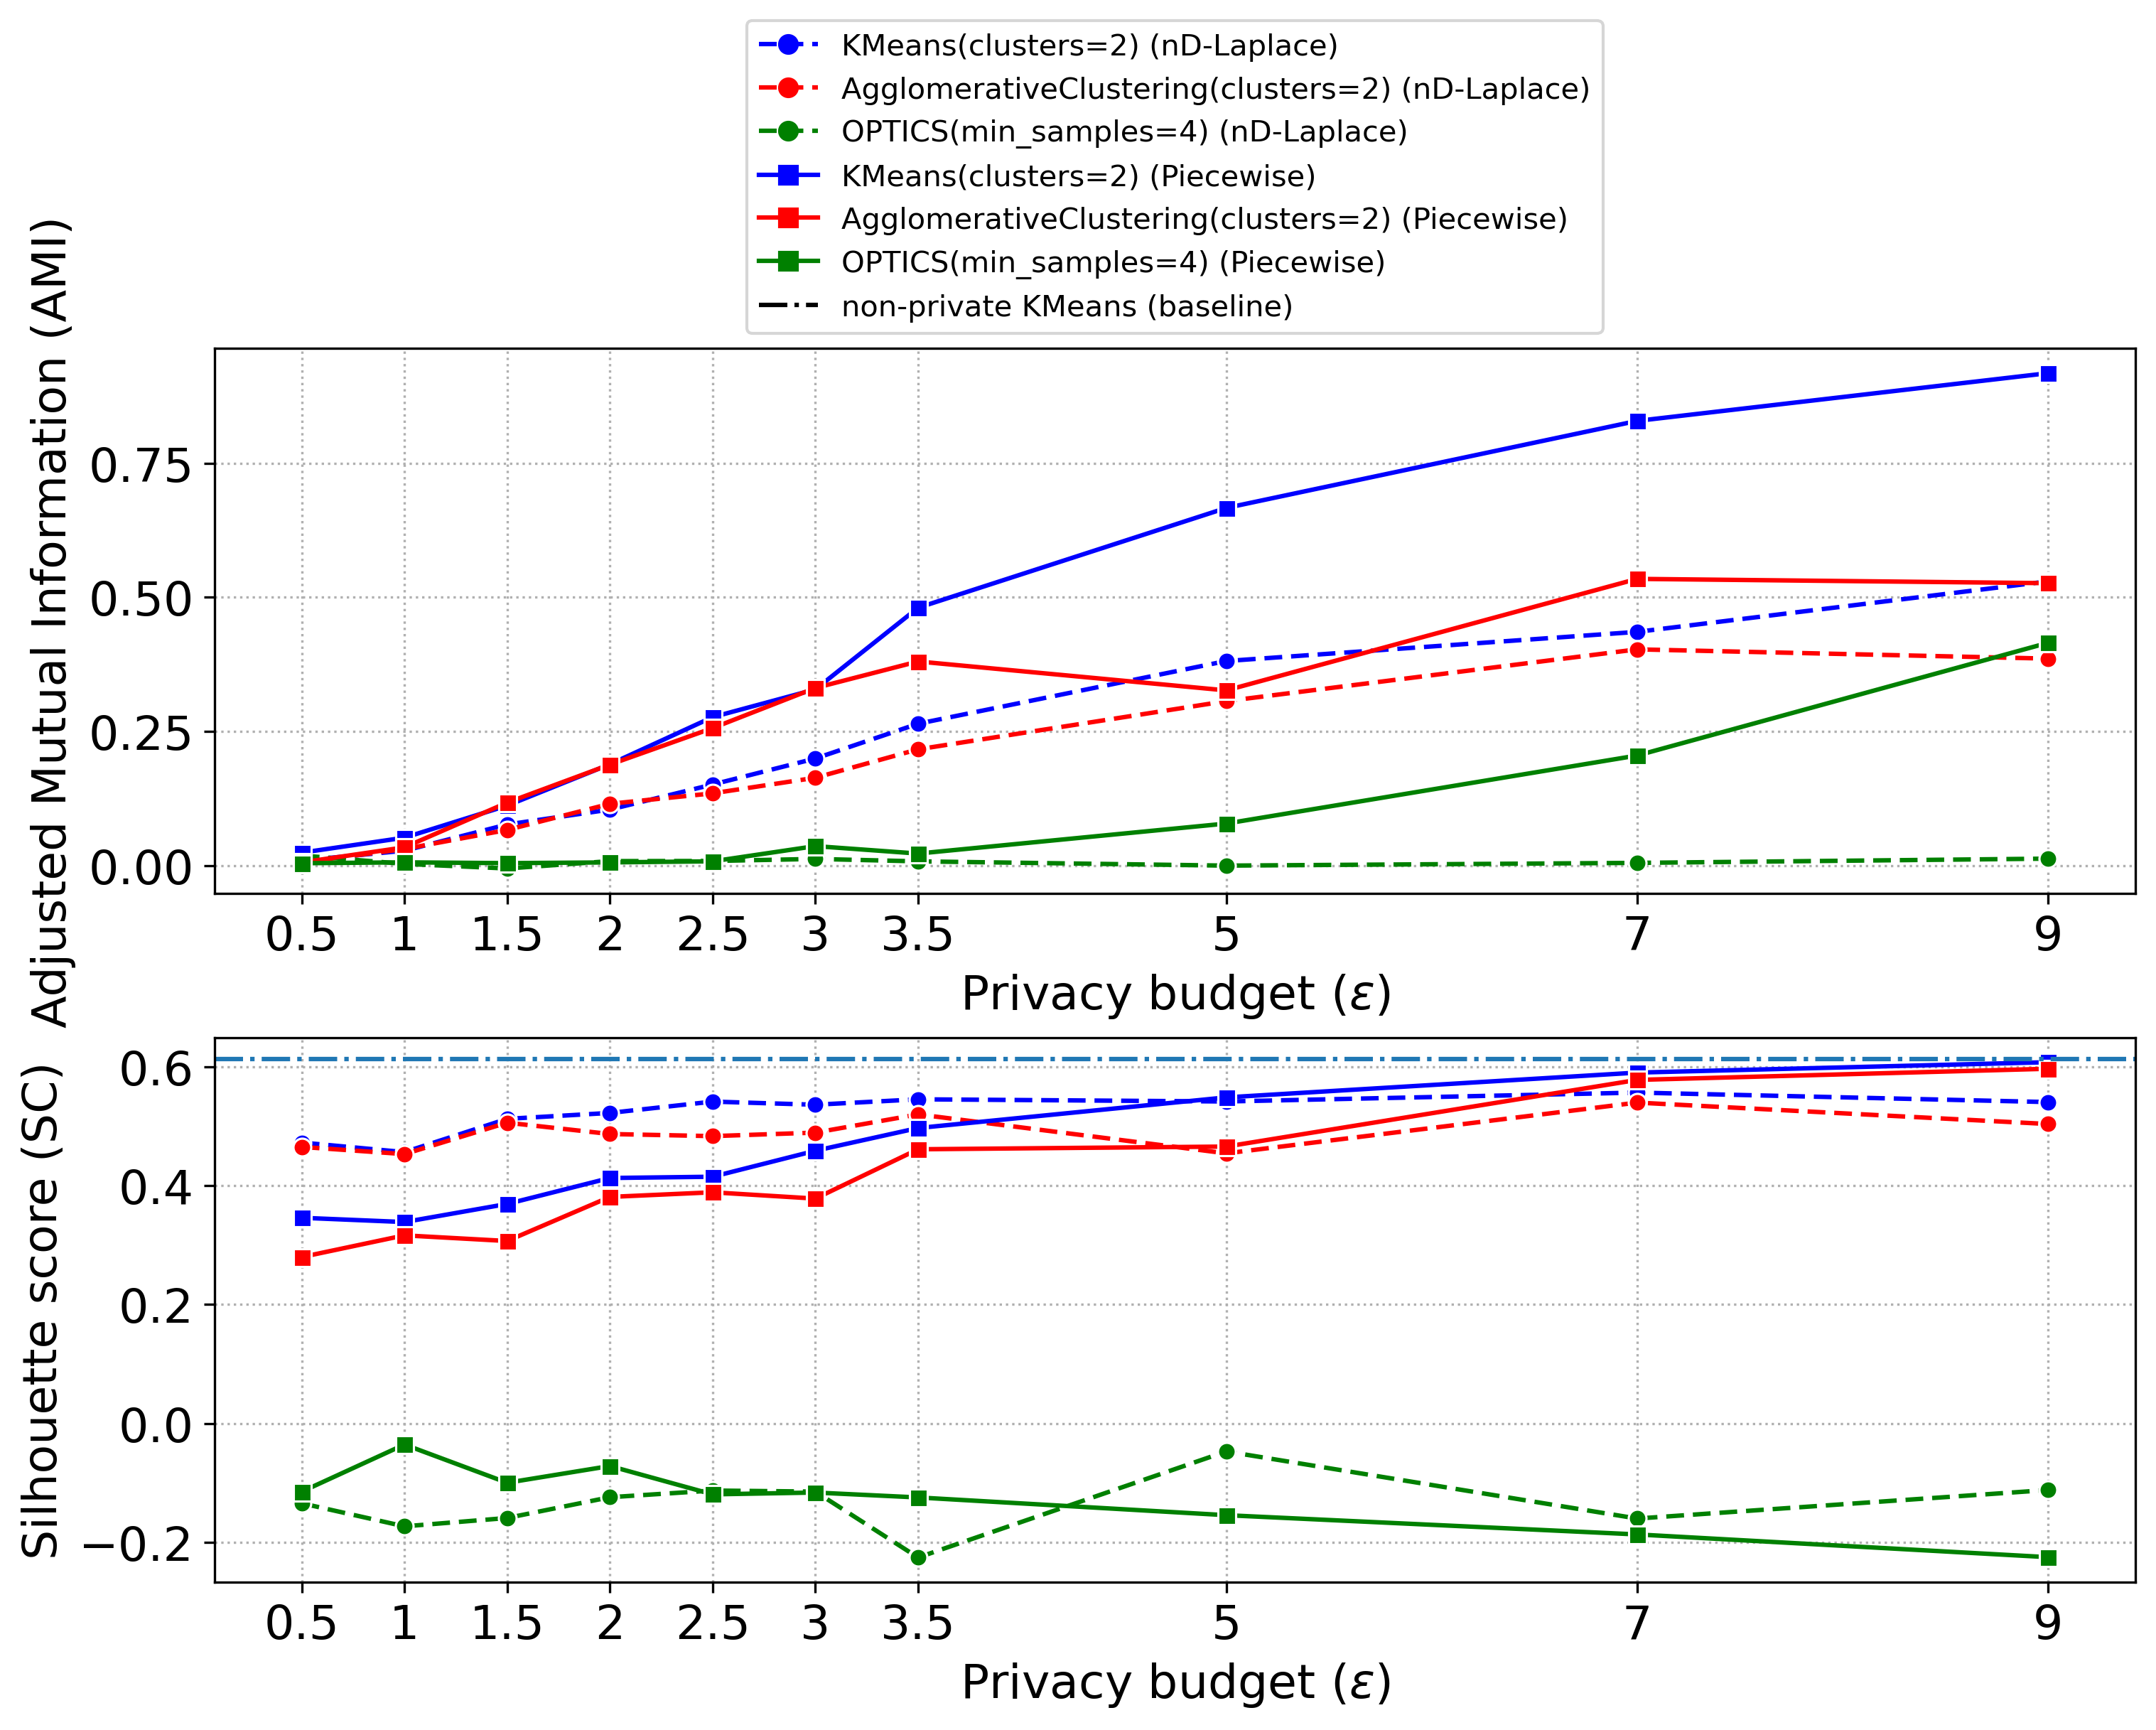 KMeans(clusters=2) (nD-Laplace)
AgglomerativeClustering(clusters=2) (nD-Laplace)
OPTICS(min_samples=4) (nD-Laplace)
KMeans(clusters=2) (Piecewise)
AgglomerativeClustering(clusters=2) (Piecewise)
OPTICS(min_samples=4) (Piecewise)
non-private KMeans (baseline)
Adjusted Mutual Information (AMI)
0.75
0.50
0.25
0.00
0.5 1 1.5 2 2.5 3 3.5 5 7 9
Privacy budget (ε)
Silhouette score (SC)
0.6
0.4
0.2
0.0
−0.2
0.5 1 1.5 2 2.5 3 3.5 5 7 9
Privacy budget (ε)